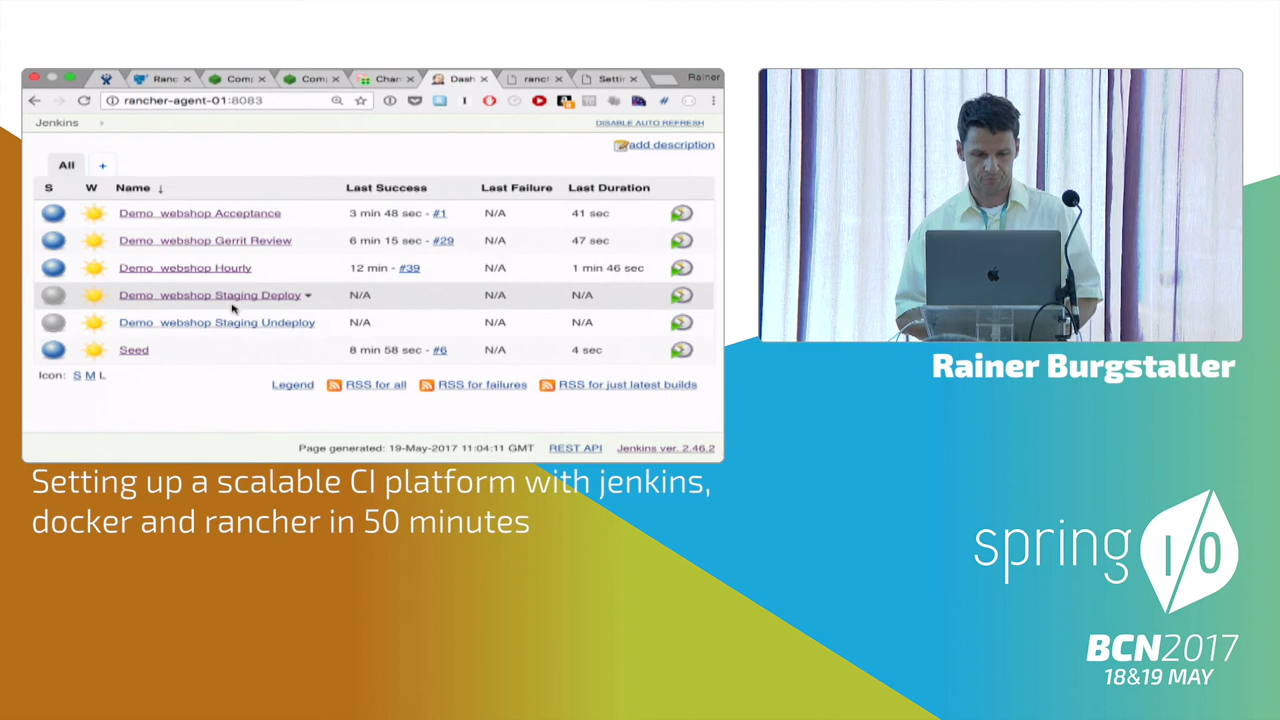 Ranc
Com
Com
Chan
Dash
ranch
Settir
Rainer
rancher-agent-01:8083
Jenkins
DISABLE AUTO REFRESH
add description
All +
S W Name ↓ Last Success Last Failure Last Duration
Demo_webshop Acceptance 3 min 48 sec - #1 N/A 41 sec
Demo_webshop Gerrit Review 6 min 15 sec - #29 N/A 47 sec
Demo_webshop Hourly 12 min - #39 N/A 1 min 46 sec
Demo_webshop Staging Deploy N/A N/A N/A
Demo_webshop Staging Undeploy N/A N/A N/A
Seed 8 min 58 sec - #6 N/A 4 sec
Icon: S M L
Legend RSS for all RSS for failures RSS for just latest builds
Page generated: 19-May-2017 11:04:11 GMT REST API Jenkins ver. 2.46.2
Rainer Burgstaller
Setting up a scalable CI platform with jenkins,
docker and rancher in 50 minutes
spring I/O
BCN2017
18&19 MAY